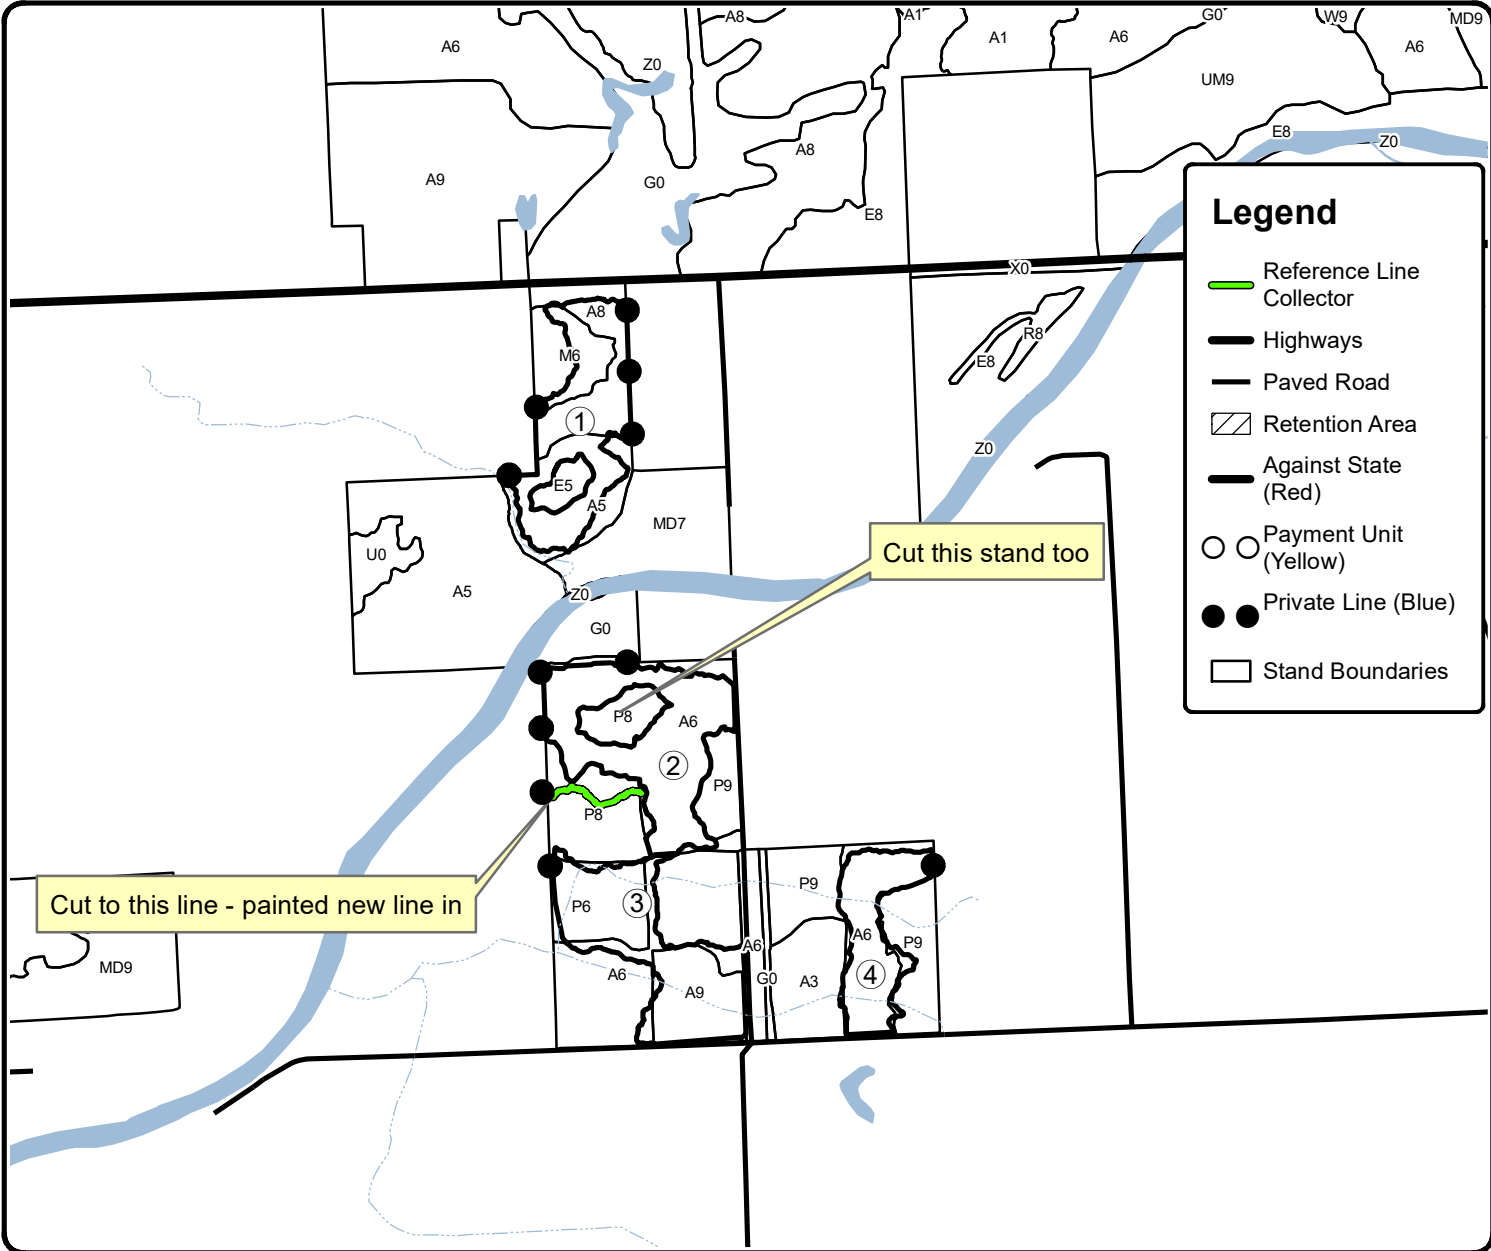 A8
A1
G0
W9
MD9
A6
A1
A6
A6
Z0
UM9
E8
Z0
A8
A9
G0
E8
X0
Legend
Reference Line
Collector
Highways
Paved Road
Retention Area
Against State
(Red)
Payment Unit
(Yellow)
Private Line (Blue)
Stand Boundaries
A8
M6
R8
E8
1
Z0
E5
A5
MD7
U0
A5
Cut this stand too
Z0
G0
P8
A6
2
P9
P8
Cut to this line - painted new line in
P9
P6
3
A6
A6
P9
MD9
A6
A9
G0
A3
4